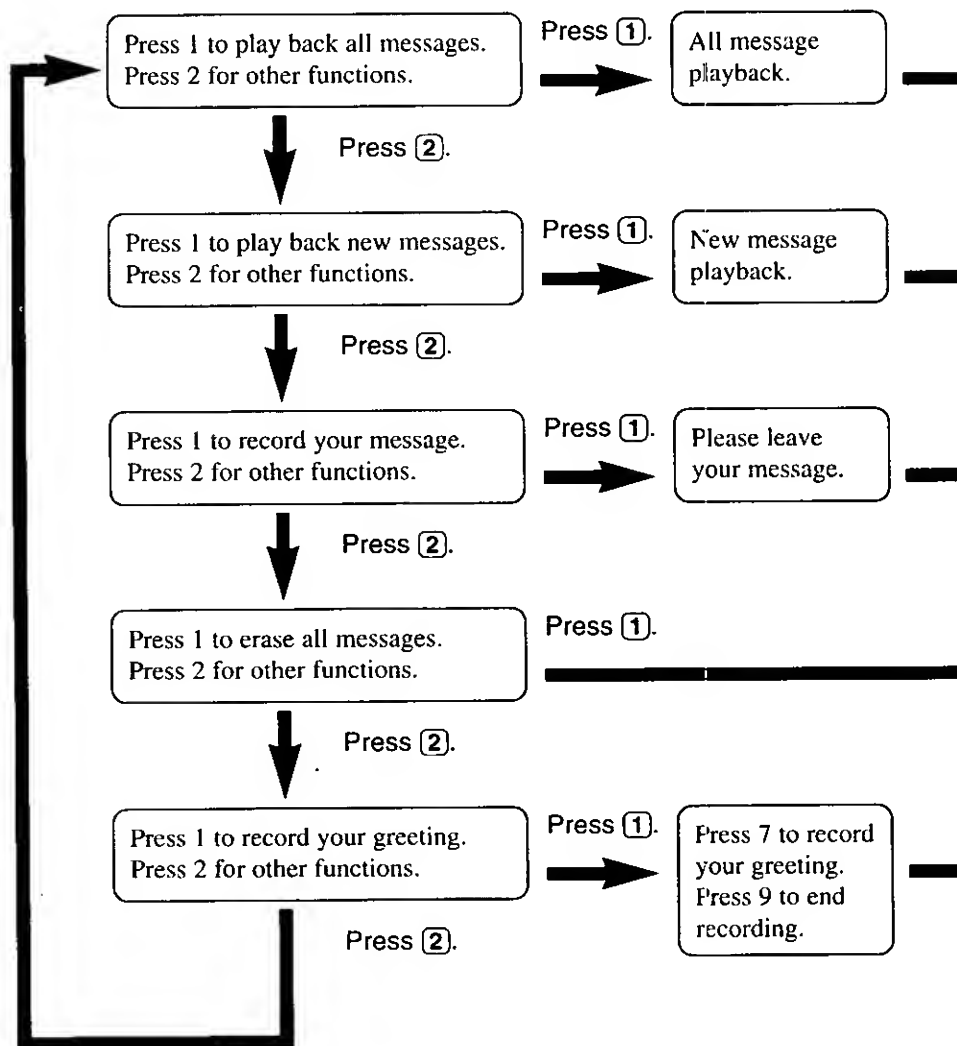 Press 1 to play back all messages.
Press 2 for other functions.
Press 1.
All message
playback.
Press 2.
Press 1 to play back new messages.
Press 2 for other functions.
Press 1.
New message
playback.
Press 2.
Press 1 to record your message.
Press 2 for other functions.
Press 1.
Please leave
your message.
Press 2.
Press 1 to erase all messages.
Press 2 for other functions.
Press 1.
Press 2.
Press 1 to record your greeting.
Press 2 for other functions.
Press 1.
Press 7 to record
your greeting.
Press 9 to end
recording.
Press 2.